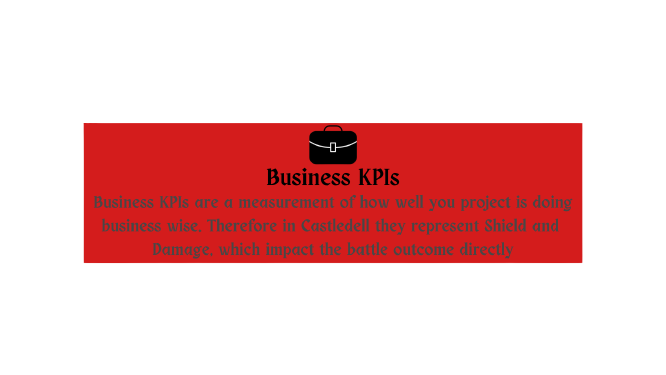 Business KPIs
Business KPIs are a measurement of how well you project is doing
business wise. Therefore in Castledell they represent Shield and
Damage, which impact the battle outcome directly